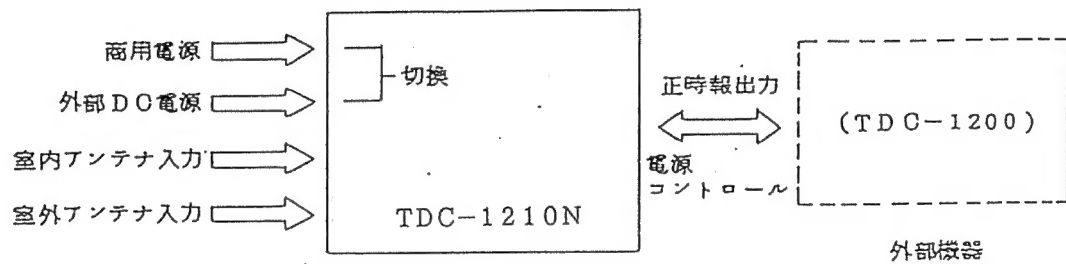 商用電源
外部DC電源
切換
室内アンテナ入力
室外アンテナ入力
TDC-1210N
正時報出力
電源
コントロール
(TDC-1200)
外部機器